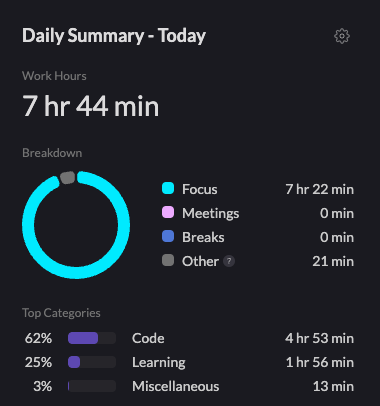 Daily Summary - Today
Work Hours
7 hr 44 min
Breakdown
Focus 7 hr 22 min
Meetings 0 min
Breaks 0 min
Other ? 21 min
Top Categories
62% Code 4 hr 53 min
25% Learning 1 hr 56 min
3% Miscellaneous 13 min